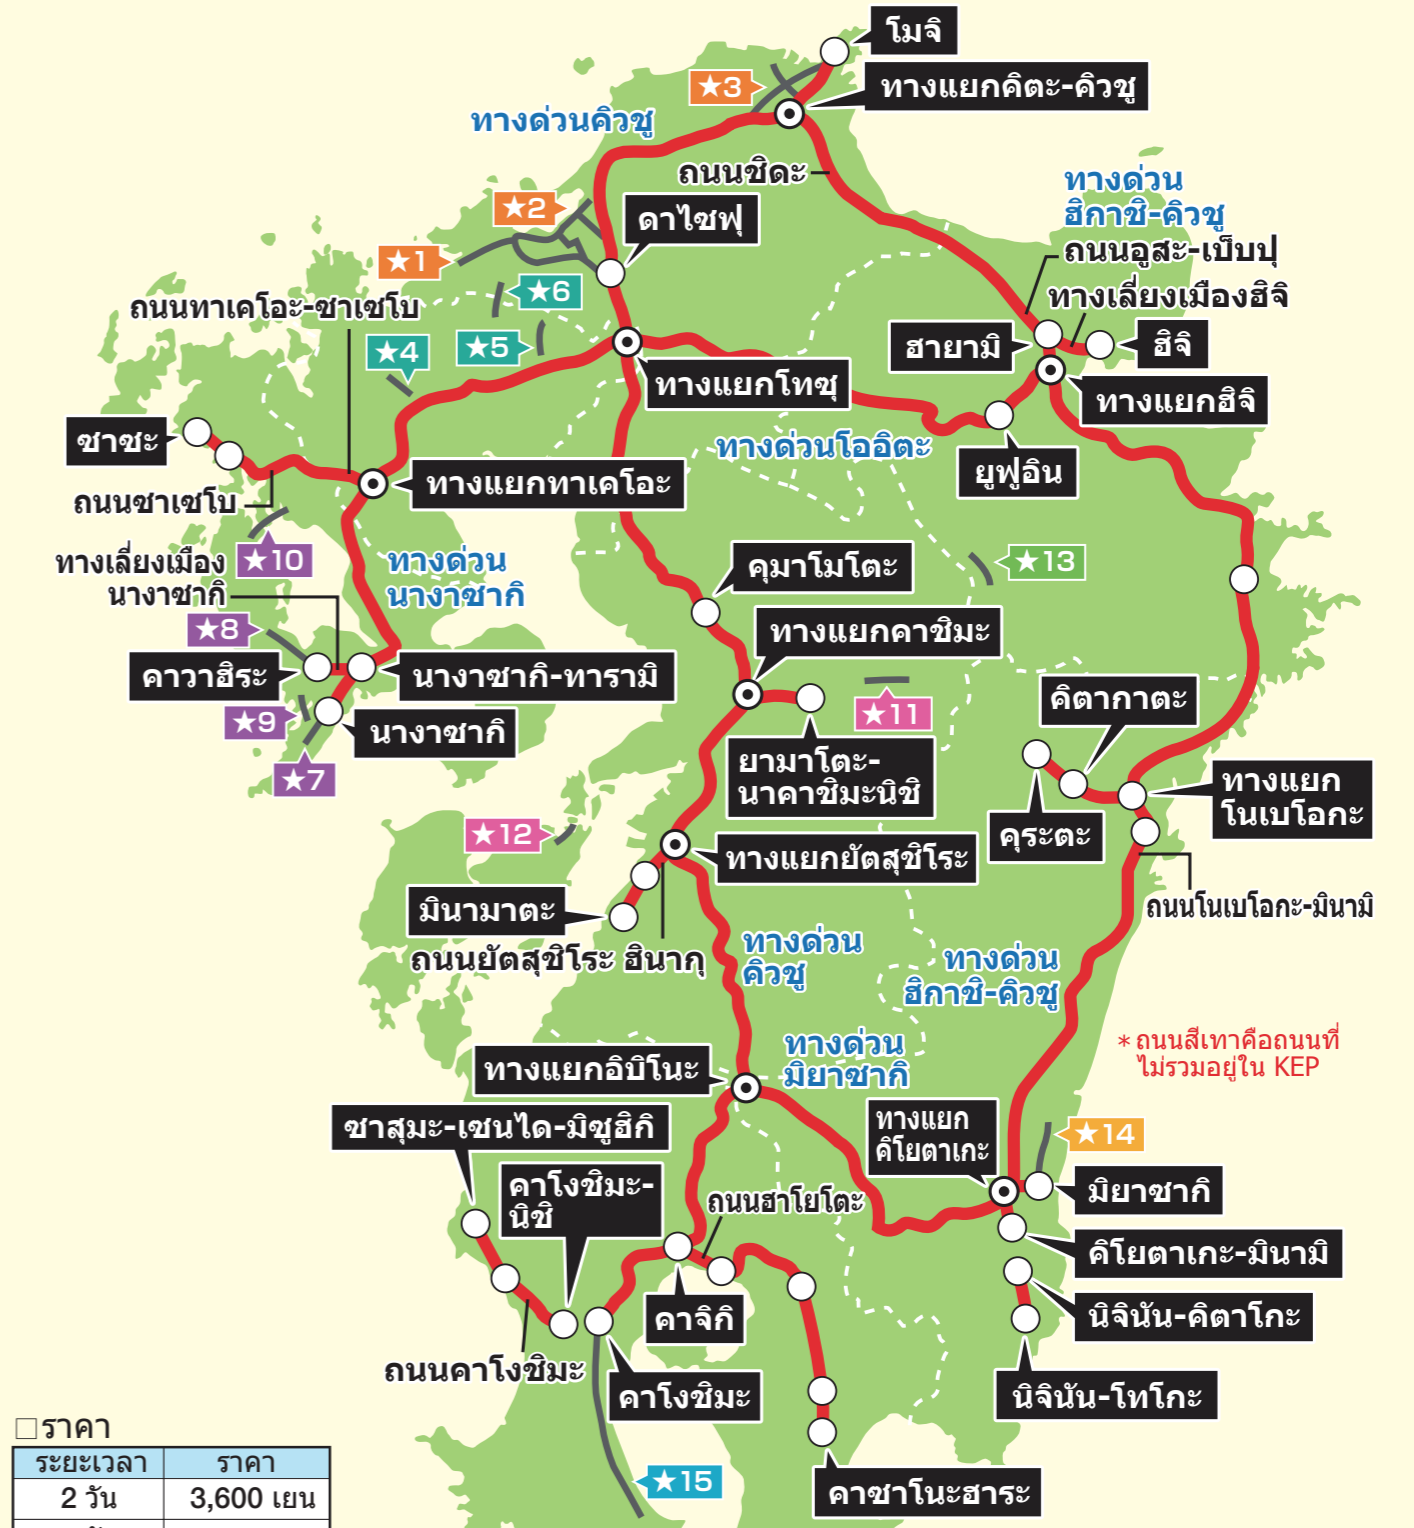 โมจิ
★3
ทางแยกคิตะ-คิวชู
ทางด่วนคิวชู
ถนนชิดะ
ทางด่วน
ฮิกาชิ-คิวชู
★2
ดาไซฟุ
ถนนอูสะ-เบ็บปุ
★1
★6
ทางเลี่ยงเมืองฮิจิ
ถนนทาเคโอะ-ซาเซโบ
★4
★5
ฮายามิ
ฮิจิ
ทางแยกโทซุ
ทางแยกฮิจิ
ซาซะ
ทางด่วนโออิตะ
ยูฟูอิน
ทางแยกทาเคโอะ
ถนนซาเซโบ
★10
ทางเลี่ยงเมือง
นางาซากิ
ทางด่วน
นางาซากิ
คุมาโมโตะ
★13
★8
ทางแยกคาชิมะ
คาวาฮิระ
นางาซากิ-ทารามิ
★9
นางาซากิ
★11
คิตากาตะ
★7
ยามาโตะ-
นาคาชิมะนิชิ
ทางแยก
โนเบโอกะ
★12
คุระตะ
ทางแยกยัตสุชิโระ
มินามาตะ
ถนนโนเบโอกะ-มินามิ
ถนนยัตสุชิโระ ฮินากุ
ทางด่วน
คิวชู
ทางด่วน
ฮิกาชิ-คิวชู
* ถนนสีเทาคือถนนที่
ไม่รวมอยู่ใน KEP
ทางด่วน
มิยาซากิ
ทางแยกอิบิโนะ
ซาสุมะ-เซนได-มิซูฮิกิ
ทางแยก
คิโยตาเกะ
★14
คาโงชิมะ-
นิชิ
ถนนฮาโยโตะ
มิยาซากิ
คิโยตาเกะ-มินามิ
คาจิกิ
นิจินัน-คิตาโกะ
ถนนคาโงชิมะ
คาโงชิมะ
นิจินัน-โทโกะ
★15
คาซาโนะฮาระ
□ราคา
ระยะเวลา ราคา
2 วัน 3,600 เยน